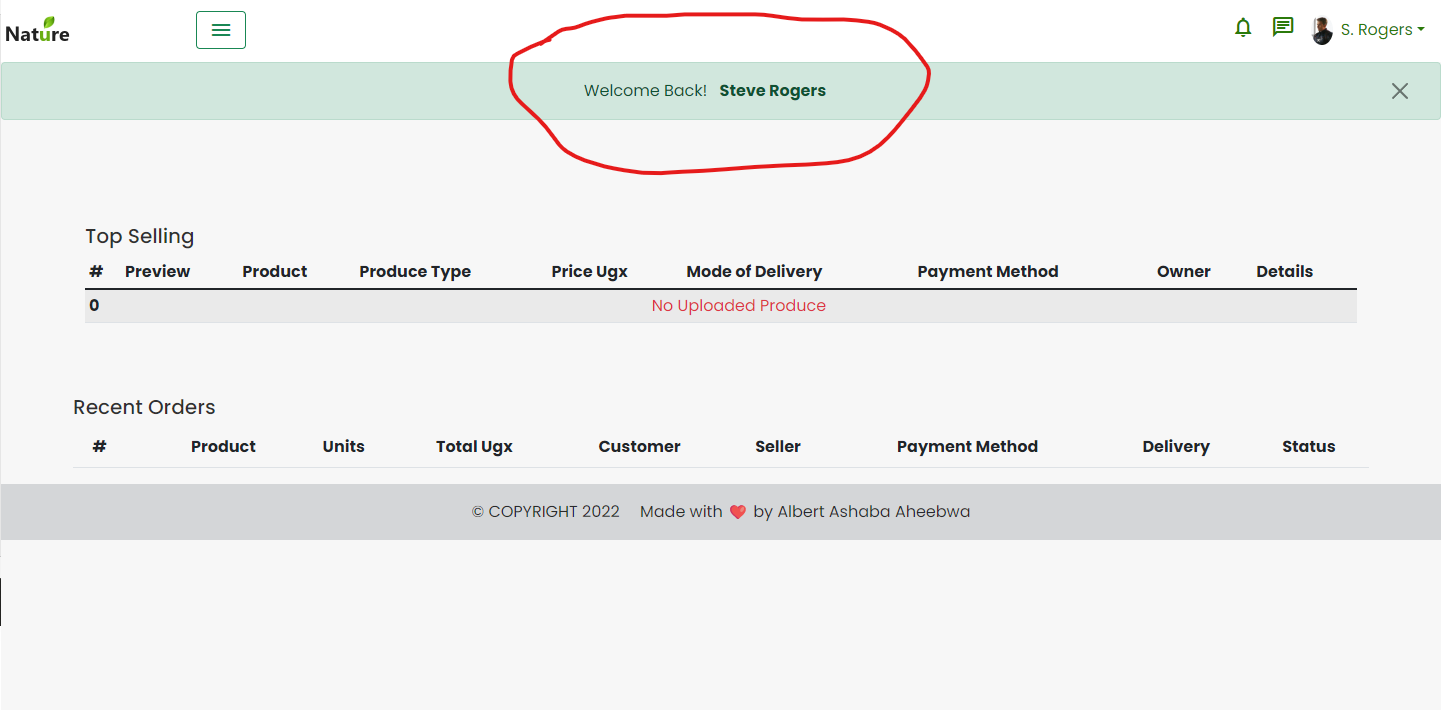 Nature
S. Rogers
Welcome Back! Steve Rogers
Top Selling
# Preview Product Produce Type Price Ugx Mode of Delivery Payment Method Owner Details
0 No Uploaded Produce
Recent Orders
# Product Units Total Ugx Customer Seller Payment Method Delivery Status
© COPYRIGHT 2022 Made with ❤️ by Albert Ashaba Aheebwa